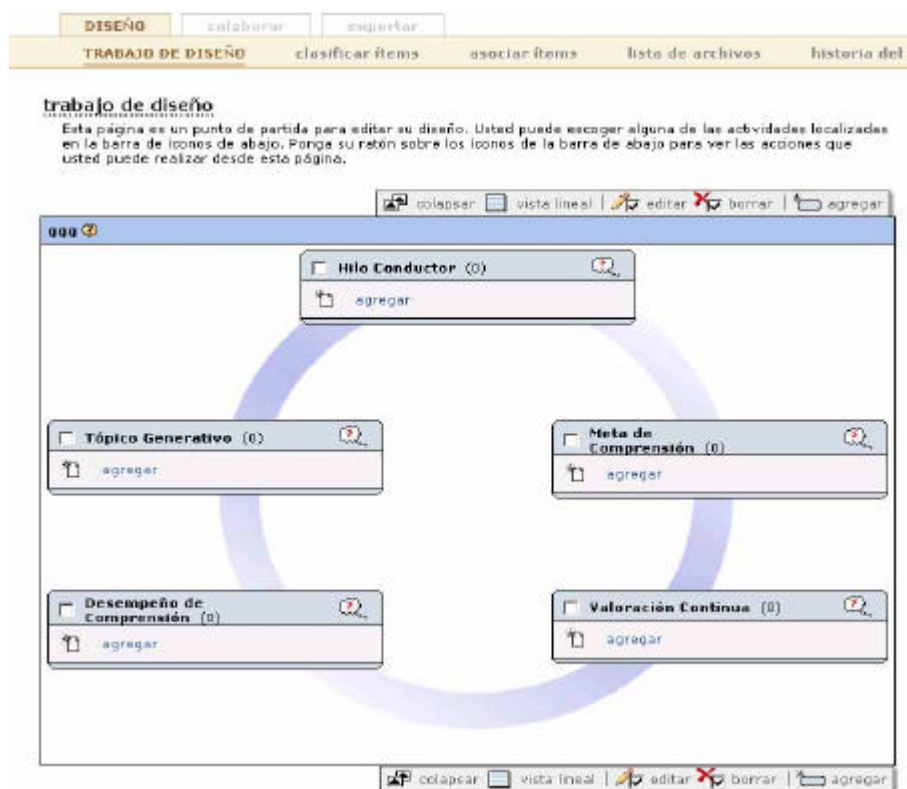 DISEÑO colaborar exportar
TRABAJO DE DISEÑO clasificar ítems asociar ítems lista de archivos historia del
trabajo de diseño
Esta página es un punto de partida para editar su diseño. Usted puede escoger alguna de las actividades localizadas
en la barra de iconos de abajo. Ponga su ratón sobre los iconos de la barra de abajo para ver las acciones que
usted puede realizar desde esta página.
colapsar vista lineal | editar borrar | agregar
qqq
Hilo Conductor (0)
agregar
Tópico Generativo (0)
agregar
Meta de
Comprensión (0)
agregar
Desempeño de
Comprensión (0)
agregar
Valoración Continua (0)
agregar
colapsar vista lineal | editar borrar | agregar